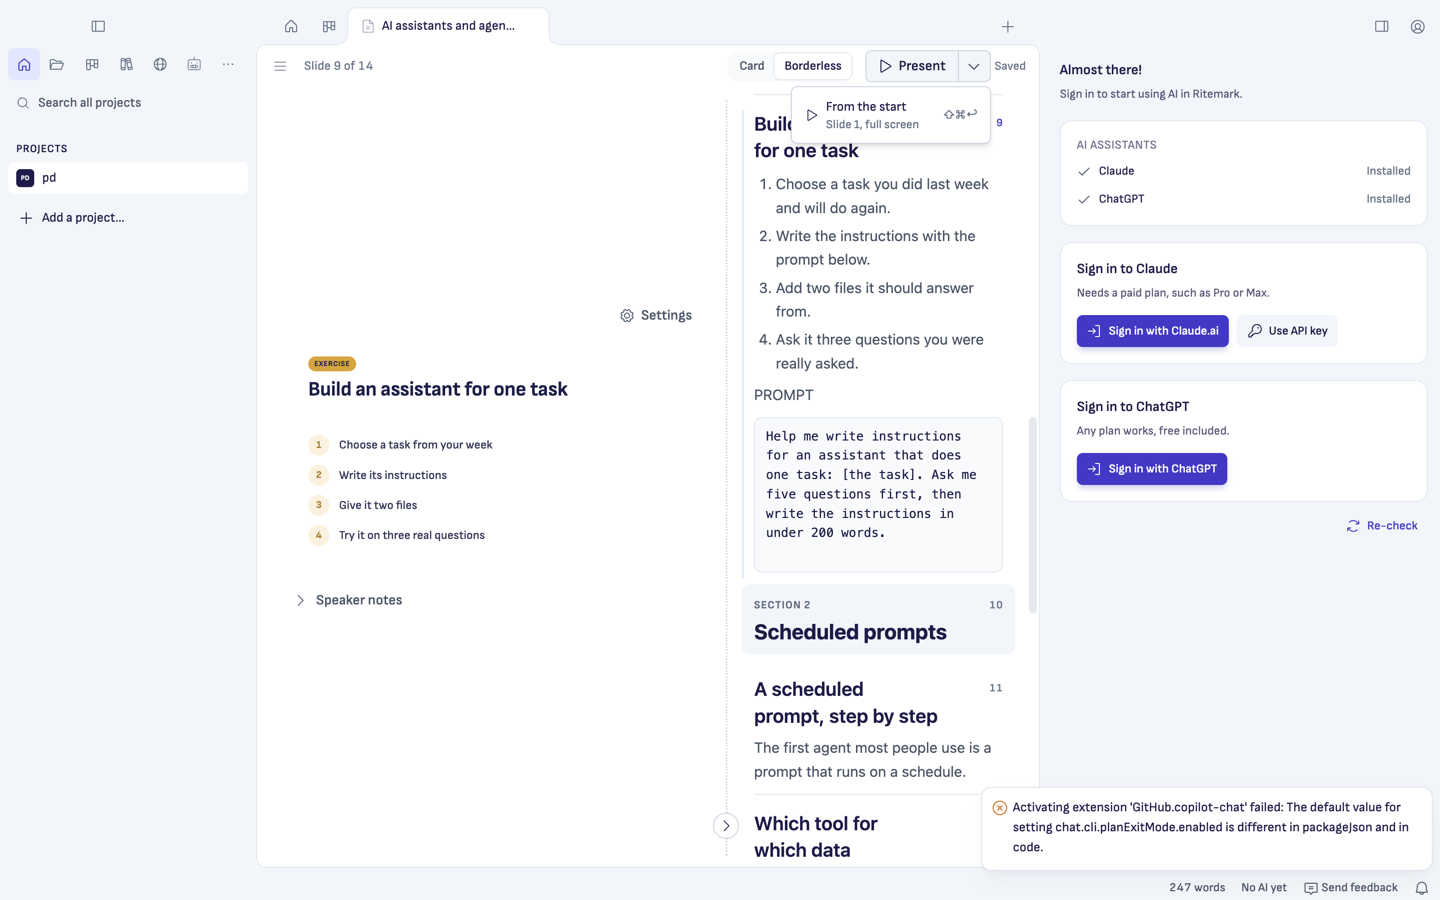 AI assistants and agen...
Search all projects
PROJECTS
PD pd
Add a project...
Slide 9 of 14
Card
Borderless
Present
Saved
From the start
Slide 1, full screen
⇧⌘↩
Settings
EXERCISE
Build an assistant for one task
1 Choose a task from your week
2 Write its instructions
3 Give it two files
4 Try it on three real questions
Speaker notes
9
for one task
1. Choose a task you did last week
and will do again.
2. Write the instructions with the
prompt below.
3. Add two files it should answer
from.
4. Ask it three questions you were
really asked.
PROMPT
Help me write instructions
for an assistant that does
one task: [the task]. Ask me
five questions first, then
write the instructions in
under 200 words.
SECTION 2
10
Scheduled prompts
A scheduled
11
prompt, step by step
The first agent most people use is a
prompt that runs on a schedule.
Which tool for
which data
Almost there!
Sign in to start using AI in Ritemark.
AI ASSISTANTS
Claude Installed
ChatGPT Installed
Sign in to Claude
Needs a paid plan, such as Pro or Max.
Sign in with Claude.ai
Use API key
Sign in to ChatGPT
Any plan works, free included.
Sign in with ChatGPT
Re-check
Activating extension 'GitHub.copilot-chat' failed: The default value for
setting chat.cli.planExitMode.enabled is different in packageJson and in
code.
247 words
No AI yet
Send feedback